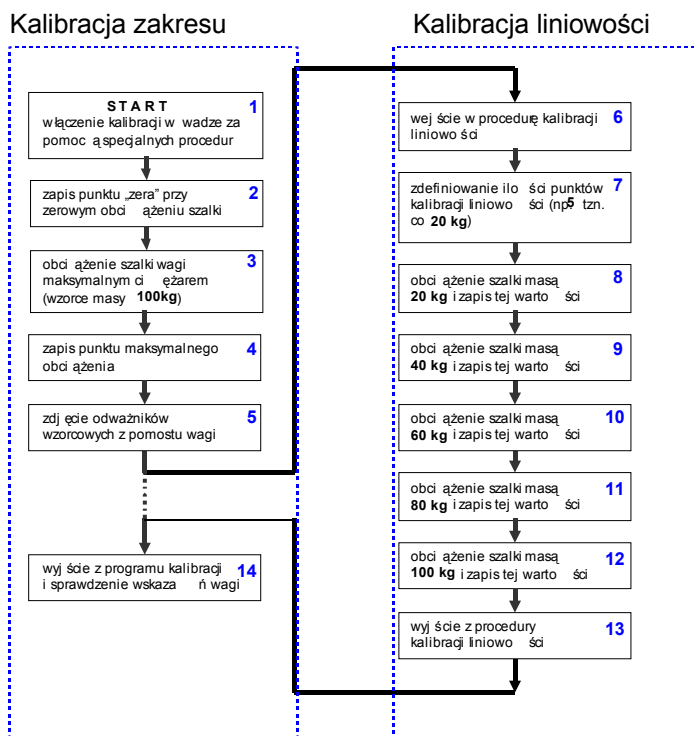 Kalibracja zakresu
START 1
włączenie kalibracji w wadze za
pomocą specjalnych procedur
zapis punktu „zera” przy 2
zerowym obciążeniu szalki
obciążenie szalki wagi 3
maksymalnym ciężarem
(wzorce masy 100kg)
zapis punktu maksymalnego 4
obciążenia
zdjęcie odważników 5
wzorcowych z pomostu wagi
wyjście z programu kalibracji 14
i sprawdzenie wskazań wagi
Kalibracja liniowości
wejście w procedurę kalibracji 6
liniowości
zdefiniowanie ilości punktów 7
kalibracji liniowości (np5 tzn.
co 20 kg)
obciążenie szalki masą 8
20 kg i zapis tej wartości
obciążenie szalki masą 9
40 kg i zapis tej wartości
obciążenie szalki masą 10
60 kg i zapis tej wartości
obciążenie szalki masą 11
80 kg i zapis tej wartości
obciążenie szalki masą 12
100 kg i zapis tej wartości
wyjście z procedury 13
kalibracji liniowości